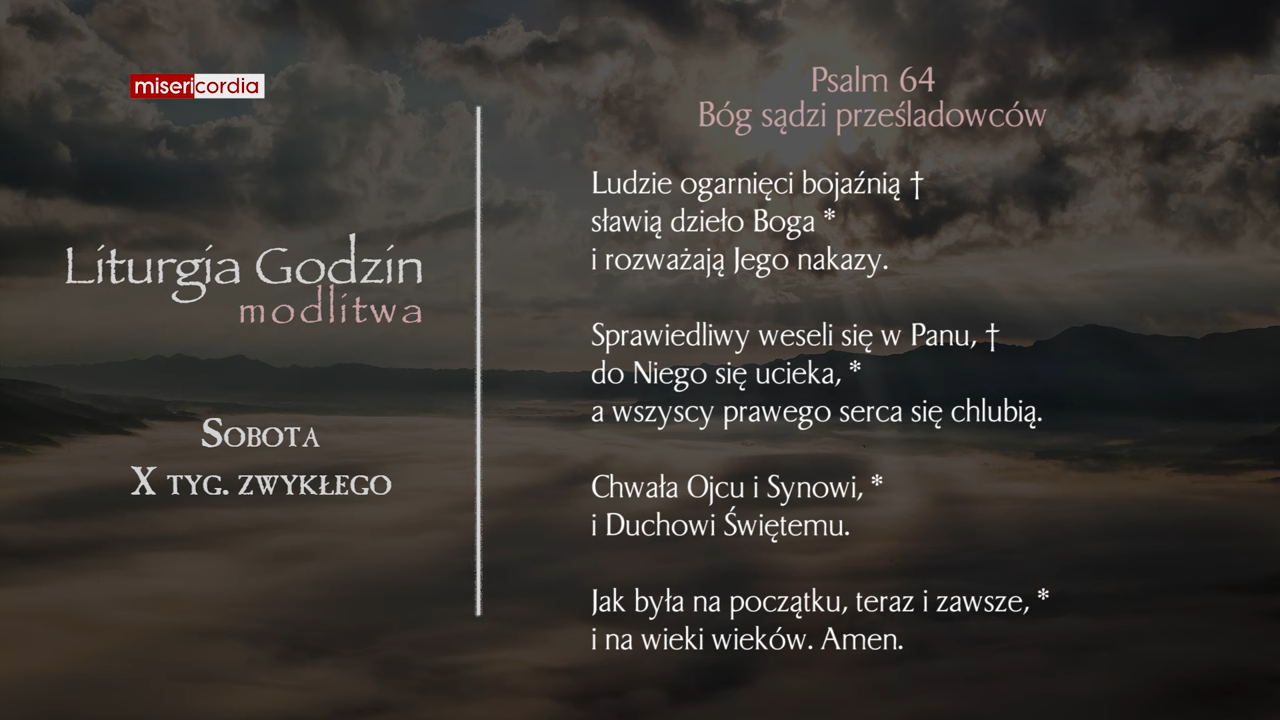 misericordia
Liturgia Godzin
modlitwa
Sobota
X tyg. zwykłego
Psalm 64
Bóg sądzi prześladowców
Ludzie ogarnięci bojaźnią †
sławią dzieło Boga *
i rozważają Jego nakazy.
Sprawiedliwy weseli się w Panu, †
do Niego się ucieka, *
a wszyscy prawego serca się chlubią.
Chwała Ojcu i Synowi, *
i Duchowi Świętemu.
Jak była na początku, teraz i zawsze, *
i na wieki wieków. Amen.